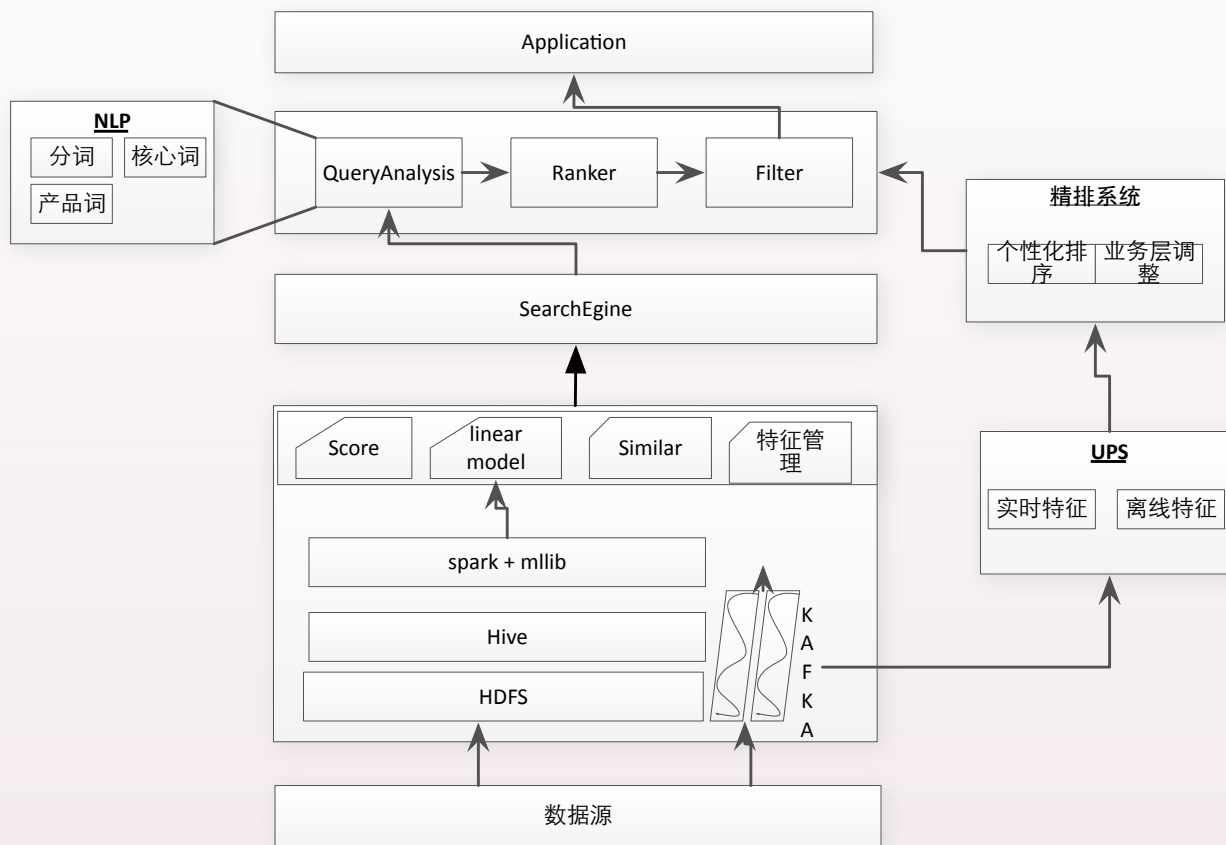 Application
NLP
分词
核心词
产品词
QueryAnalysis
Ranker
Filter
精排系统
个性化排
序
业务层调
整
SearchEgine
Score
linear
model
Similar
特征管
理
UPS
实时特征
离线特征
spark + mllib
Hive
HDFS
K
A
F
K
A
数据源